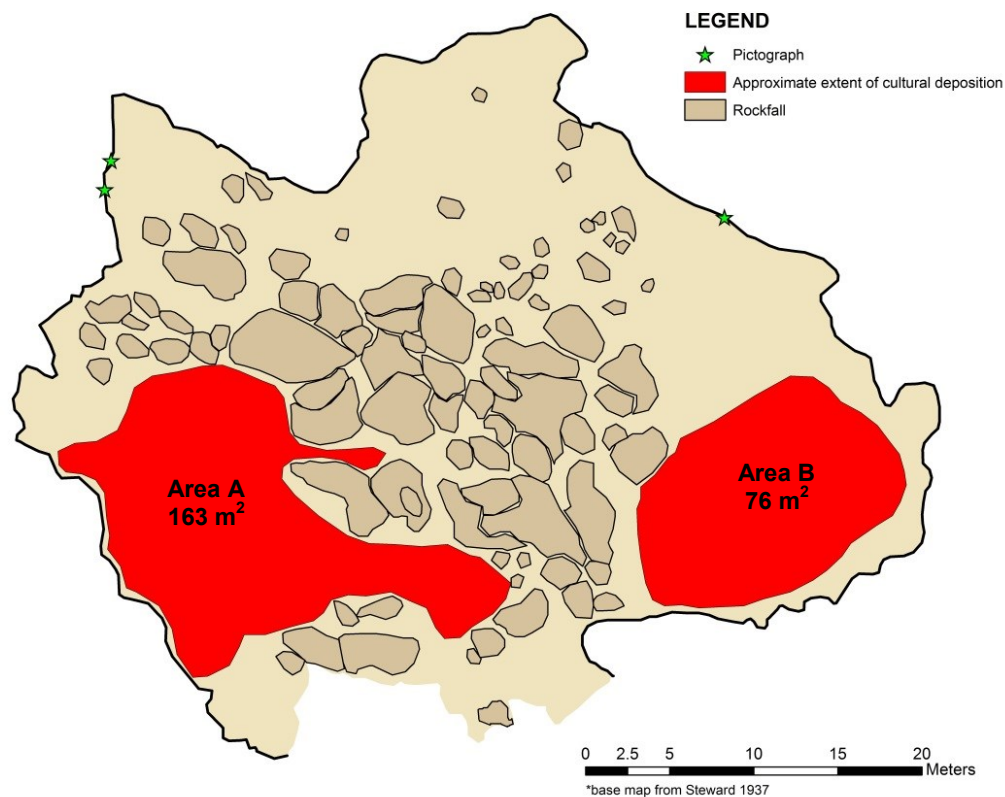 LEGEND
Pictograph
Approximate extent of cultural deposition
Rockfall
Area A
163 m²
Area B
76 m²
0 2.5 5 10 15 20
Meters
*base map from Steward 1937